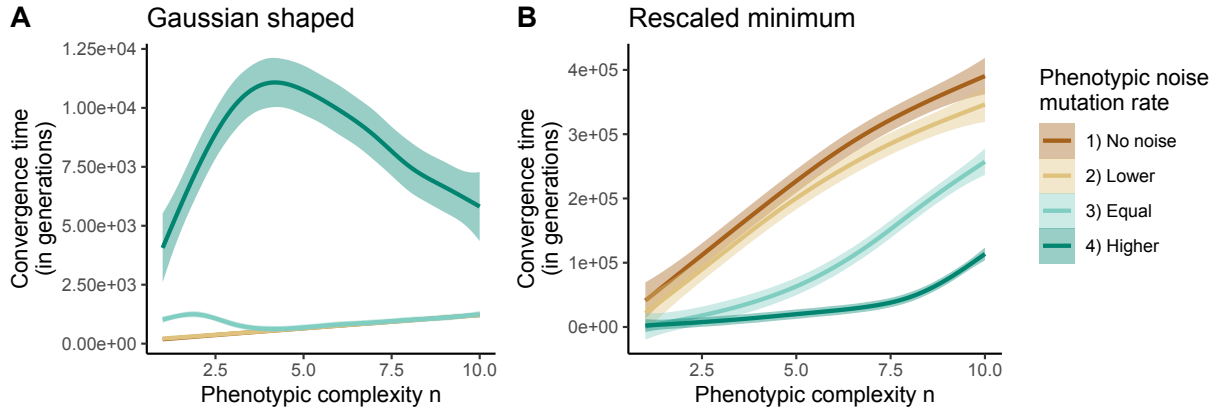 A
Gaussian shaped
Convergence time
(in generations)
1.25e+04
1.00e+04
7.50e+03
5.00e+03
2.50e+03
0.00e+00
2.5
5.0
7.5
10.0
Phenotypic complexity n
B
Rescaled minimum
Convergence time
(in generations)
4e+05
3e+05
2e+05
1e+05
0e+00
2.5
5.0
7.5
10.0
Phenotypic complexity n
Phenotypic noise
mutation rate
1) No noise
2) Lower
3) Equal
4) Higher